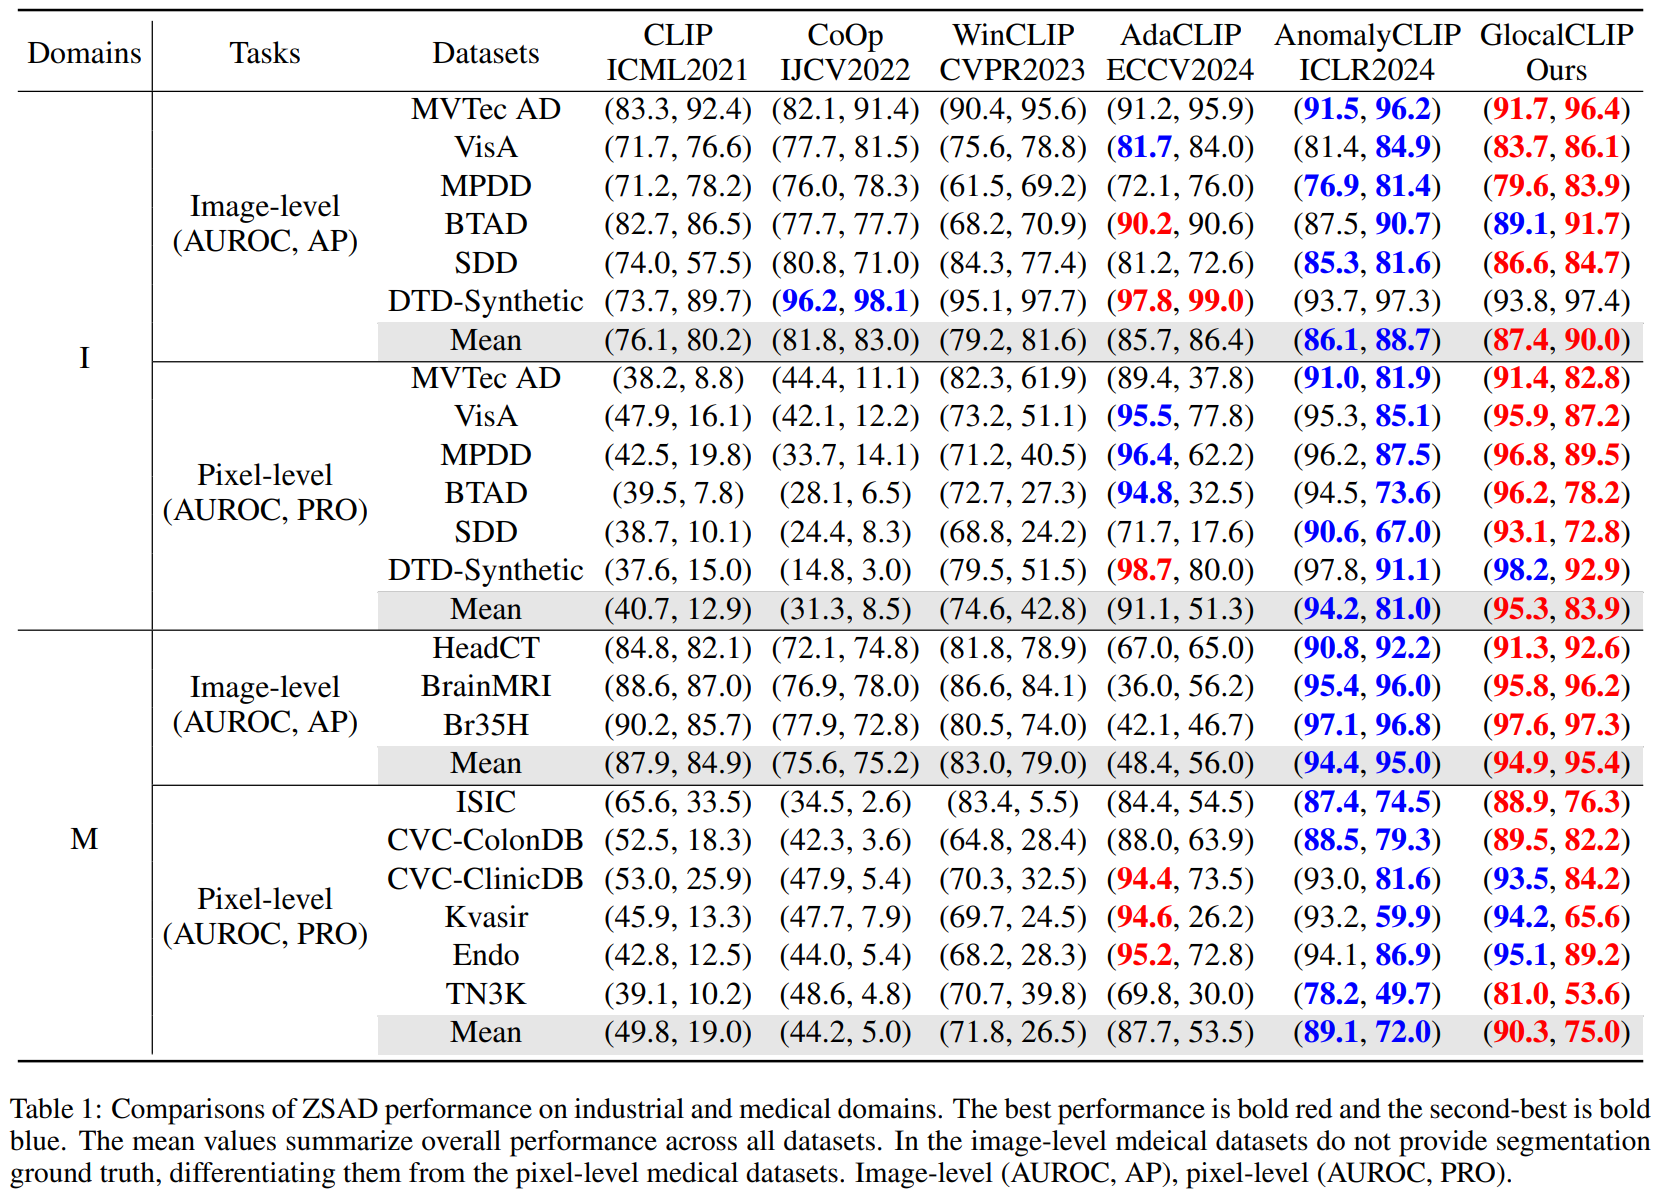 Domains Tasks Datasets CLIP ICML2021 CoOp IJCV2022 WinCLIP CVPR2023 AdaCLIP ECCV2024 AnomalyCLIP ICLR2024 GlocalCLIP Ours
I
Image-level
(AUROC, AP)
MVTec AD (83.3, 92.4) (82.1, 91.4) (90.4, 95.6) (91.2, 95.9) (91.5, 96.2) (91.7, 96.4)
VisA (71.7, 76.6) (77.7, 81.5) (75.6, 78.8) (81.7, 84.0) (81.4, 84.9) (83.7, 86.1)
MPDD (71.2, 78.2) (76.0, 78.3) (61.5, 69.2) (72.1, 76.0) (76.9, 81.4) (79.6, 83.9)
BTAD (82.7, 86.5) (77.7, 77.7) (68.2, 70.9) (90.2, 90.6) (87.5, 90.7) (89.1, 91.7)
SDD (74.0, 57.5) (80.8, 71.0) (84.3, 77.4) (81.2, 72.6) (85.3, 81.6) (86.6, 84.7)
DTD-Synthetic (73.7, 89.7) (96.2, 98.1) (95.1, 97.7) (97.8, 99.0) (93.7, 97.3) (93.8, 97.4)
Mean (76.1, 80.2) (81.8, 83.0) (79.2, 81.6) (85.7, 86.4) (86.1, 88.7) (87.4, 90.0)
Pixel-level
(AUROC, PRO)
MVTec AD (38.2, 8.8) (44.4, 11.1) (82.3, 61.9) (89.4, 37.8) (91.0, 81.9) (91.4, 82.8)
VisA (47.9, 16.1) (42.1, 12.2) (73.2, 51.1) (95.5, 77.8) (95.3, 85.1) (95.9, 87.2)
MPDD (42.5, 19.8) (33.7, 14.1) (71.2, 40.5) (96.4, 62.2) (96.2, 87.5) (96.8, 89.5)
BTAD (39.5, 7.8) (28.1, 6.5) (72.7, 27.3) (94.8, 32.5) (94.5, 73.6) (96.2, 78.2)
SDD (38.7, 10.1) (24.4, 8.3) (68.8, 24.2) (71.7, 17.6) (90.6, 67.0) (93.1, 72.8)
DTD-Synthetic (37.6, 15.0) (14.8, 3.0) (79.5, 51.5) (98.7, 80.0) (97.8, 91.1) (98.2, 92.9)
Mean (40.7, 12.9) (31.3, 8.5) (74.6, 42.8) (91.1, 51.3) (94.2, 81.0) (95.3, 83.9)
M
Image-level
(AUROC, AP)
HeadCT (84.8, 82.1) (72.1, 74.8) (81.8, 78.9) (67.0, 65.0) (90.8, 92.2) (91.3, 92.6)
BrainMRI (88.6, 87.0) (76.9, 78.0) (86.6, 84.1) (36.0, 56.2) (95.4, 96.0) (95.8, 96.2)
Br35H (90.2, 85.7) (77.9, 72.8) (80.5, 74.0) (42.1, 46.7) (97.1, 96.8) (97.6, 97.3)
Mean (87.9, 84.9) (75.6, 75.2) (83.0, 79.0) (48.4, 56.0) (94.4, 95.0) (94.9, 95.4)
Pixel-level
(AUROC, PRO)
ISIC (65.6, 33.5) (34.5, 2.6) (83.4, 5.5) (84.4, 54.5) (87.4, 74.5) (88.9, 76.3)
CVC-ColonDB (52.5, 18.3) (42.3, 3.6) (64.8, 28.4) (88.0, 63.9) (88.5, 79.3) (89.5, 82.2)
CVC-ClinicDB (53.0, 25.9) (47.9, 5.4) (70.3, 32.5) (94.4, 73.5) (93.0, 81.6) (93.5, 84.2)
Kvasir (45.9, 13.3) (47.7, 7.9) (69.7, 24.5) (94.6, 26.2) (93.2, 59.9) (94.2, 65.6)
Endo (42.8, 12.5) (44.0, 5.4) (68.2, 28.3) (95.2, 72.8) (94.1, 86.9) (95.1, 89.2)
TN3K (39.1, 10.2) (48.6, 4.8) (70.7, 39.8) (69.8, 30.0) (78.2, 49.7) (81.0, 53.6)
Mean (49.8, 19.0) (44.2, 5.0) (71.8, 26.5) (87.7, 53.5) (89.1, 72.0) (90.3, 75.0)
Table 1: Comparisons of ZSAD performance on industrial and medical domains. The best performance is bold red and the second-best is bold
blue. The mean values summarize overall performance across all datasets. In the image-level mdeical datasets do not provide segmentation
ground truth, differentiating them from the pixel-level medical datasets. Image-level (AUROC, AP), pixel-level (AUROC, PRO).